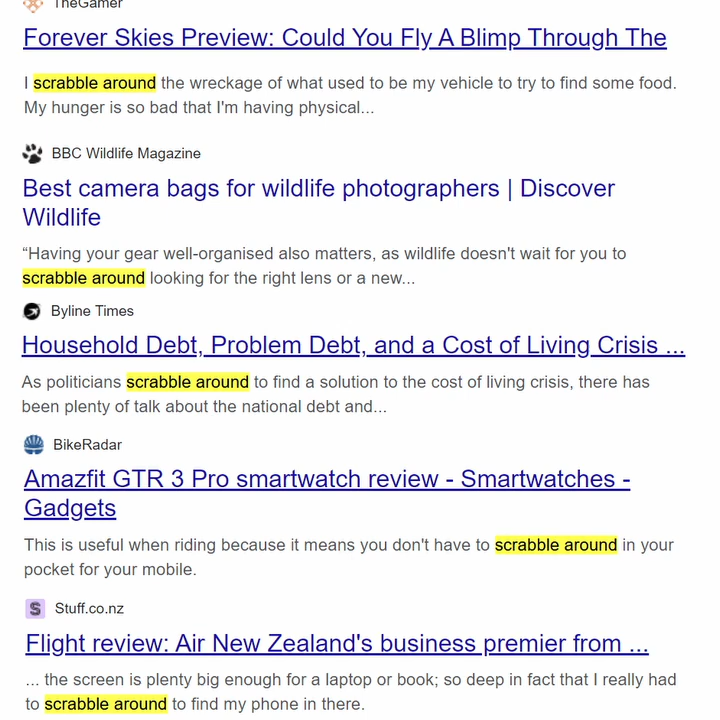 TheGamer
Forever Skies Preview: Could You Fly A Blimp Through The
I scrabble around the wreckage of what used to be my vehicle to try to find some food.
My hunger is so bad that I'm having physical...
BBC Wildlife Magazine
Best camera bags for wildlife photographers | Discover
Wildlife
“Having your gear well-organised also matters, as wildlife doesn't wait for you to
scrabble around looking for the right lens or a new...
Byline Times
Household Debt, Problem Debt, and a Cost of Living Crisis ...
As politicians scrabble around to find a solution to the cost of living crisis, there has
been plenty of talk about the national debt and...
BikeRadar
Amazfit GTR 3 Pro smartwatch review - Smartwatches -
Gadgets
This is useful when riding because it means you don't have to scrabble around in your
pocket for your mobile.
S Stuff.co.nz
Flight review: Air New Zealand's business premier from ...
... the screen is plenty big enough for a laptop or book; so deep in fact that I really had
to scrabble around to find my phone in there.